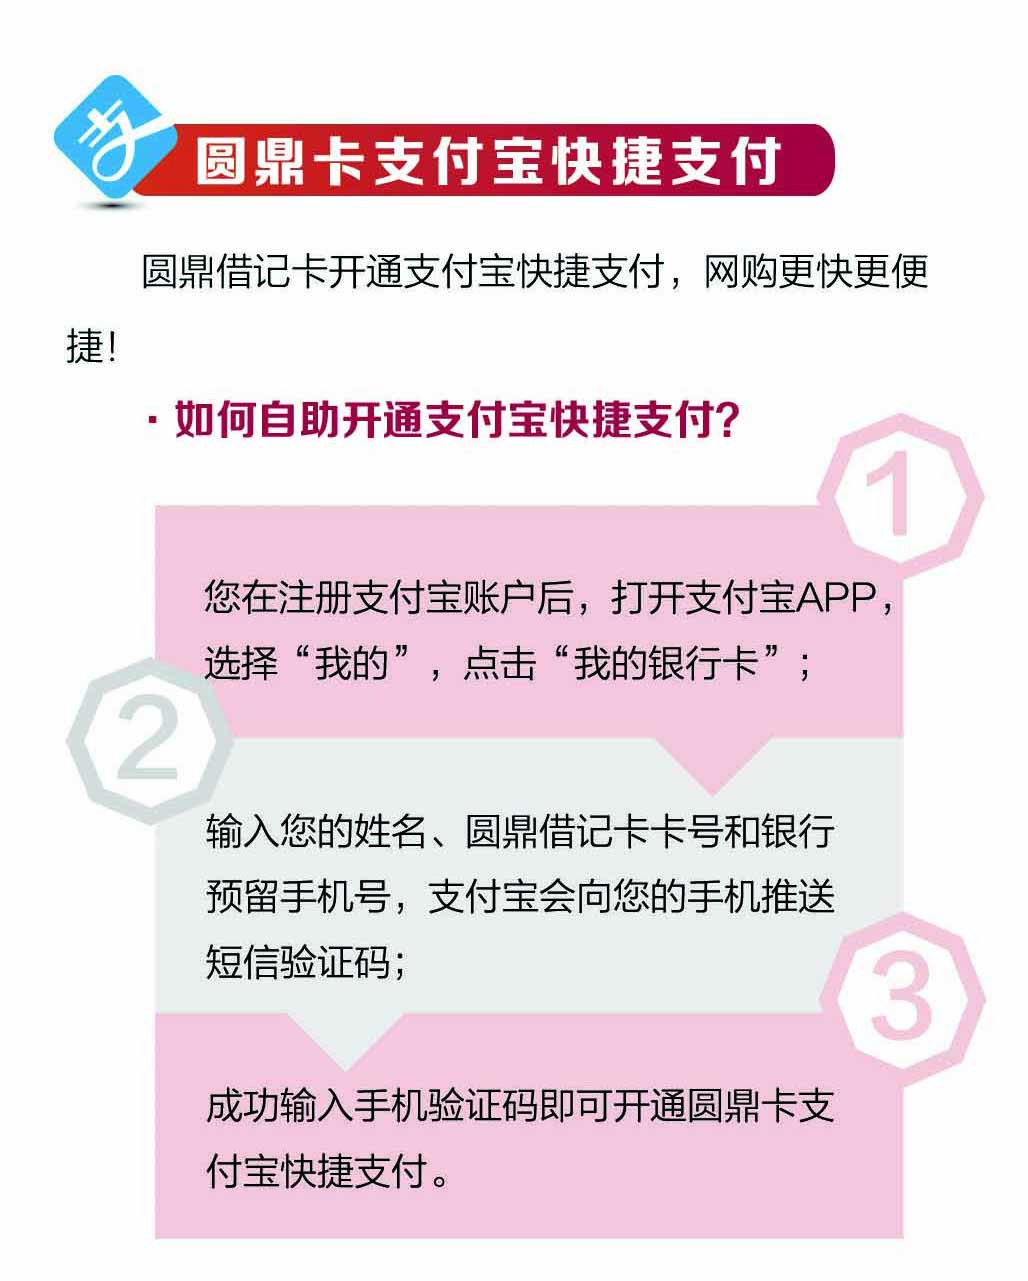 支
圆鼎卡支付宝快捷支付
圆鼎借记卡开通支付宝快捷支付，网购更快更便
捷！
·如何自助开通支付宝快捷支付？
1
您在注册支付宝账户后，打开支付宝APP，
选择“我的”，点击“我的银行卡”；
2
输入您的姓名、圆鼎借记卡卡号和银行
预留手机号，支付宝会向您的手机推送
短信验证码；
3
成功输入手机验证码即可开通圆鼎卡支
付宝快捷支付。